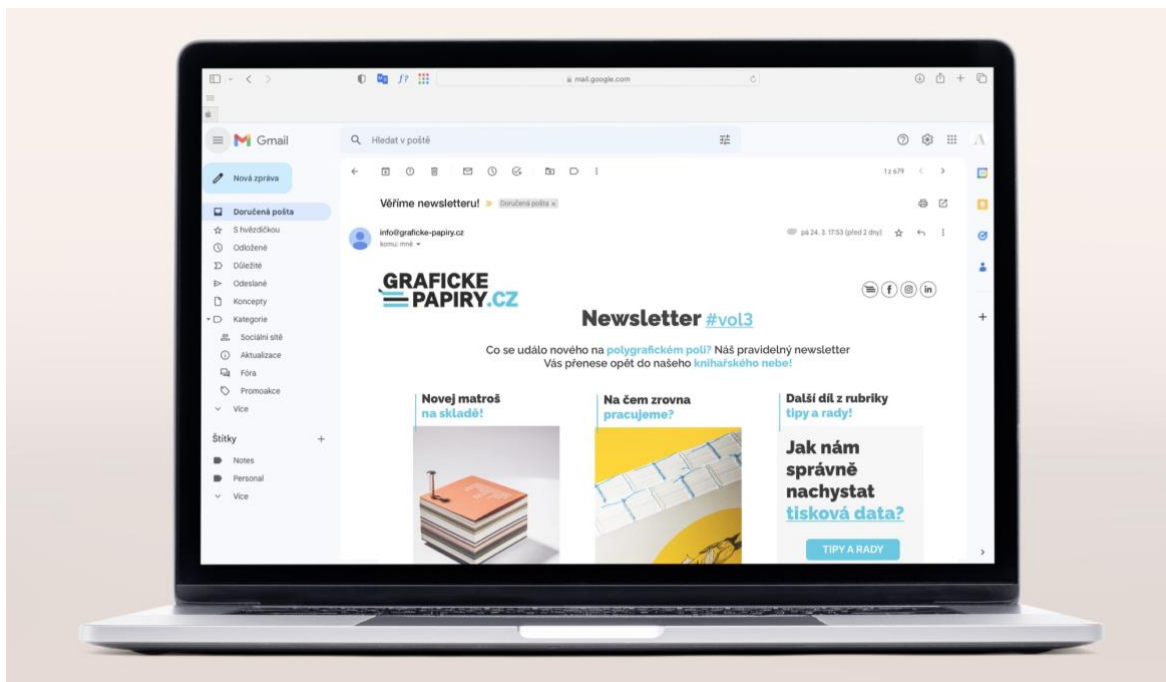 mail.google.com
Gmail
Hledat v poště
Nová zpráva
1 z 679
Věříme newsletteru!
Doručená pošta x
Doručená pošta
S hvězdičkou
Odložené
Důležité
Odeslané
Koncepty
Kategorie
Sociální sítě
Aktualizace
Fóra
Promoakce
Více
Štítky
+
Notes
Personal
Více
info@graficke-papiry.cz
pá 24. 3. 17:53 (před 2 dny)
komu: mně
GRAFICKE
PAPIRY.CZ
f
in
Newsletter #vol3
Co se událo nového na polygrafickém poli? Náš pravidelný newsletter
Vás přenese opět do našeho knihařského nebe!
Novej matroš
na skladě!
Na čem zrovna
pracujeme?
Další díl z rubriky
tipy a rady!
Jak nám
správně
nachystat
tisková data?
TIPY A RADY